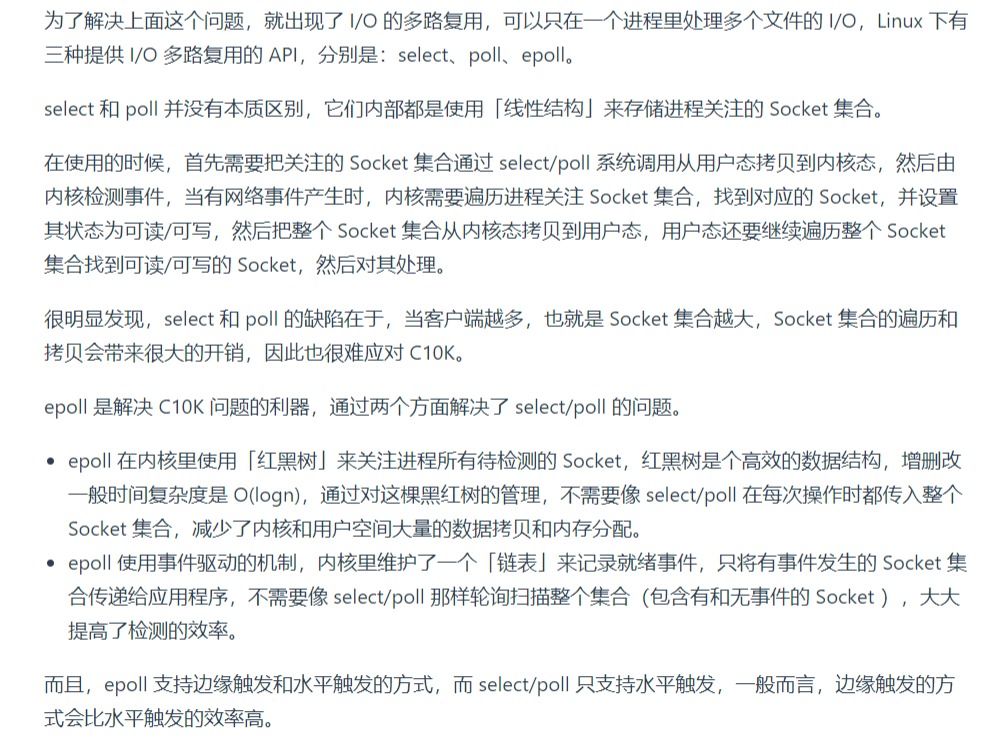 为了解决上面这个问题，就出现了 I/O 的多路复用，可以只在一个进程里处理多个文件的 I/O，Linux 下有
三种提供 I/O 多路复用的 API，分别是：select、poll、epoll。
select 和 poll 并没有本质区别，它们内部都是使用「线性结构」来存储进程关注的 Socket 集合。
在使用的时候，首先需要把关注的 Socket 集合通过 select/poll 系统调用从用户态拷贝到内核态，然后由
内核检测事件，当有网络事件产生时，内核需要遍历进程关注 Socket 集合，找到对应的 Socket，并设置
其状态为可读/可写，然后把整个 Socket 集合从内核态拷贝到用户态，用户态还要继续遍历整个 Socket
集合找到可读/可写的 Socket，然后对其处理。
很明显发现，select 和 poll 的缺陷在于，当客户端越多，也就是 Socket 集合越大，Socket 集合的遍历和
拷贝会带来很大的开销，因此也很难应对 C10K。
epoll 是解决 C10K 问题的利器，通过两个方面解决了 select/poll 的问题。
• epoll 在内核里使用「红黑树」来关注进程所有待检测的 Socket，红黑树是个高效的数据结构，增删改
一般时间复杂度是 O(logn)，通过对这棵黑红树的管理，不需要像 select/poll 在每次操作时都传入整个
Socket 集合，减少了内核和用户空间大量的数据拷贝和内存分配。
• epoll 使用事件驱动的机制，内核里维护了一个「链表」来记录就绪事件，只将有事件发生的 Socket 集
合传递给应用程序，不需要像 select/poll 那样轮询扫描整个集合（包含有和无事件的 Socket ），大大
提高了检测的效率。
而且，epoll 支持边缘触发和水平触发的方式，而 select/poll 只支持水平触发，一般而言，边缘触发的方
式会比水平触发的效率高。